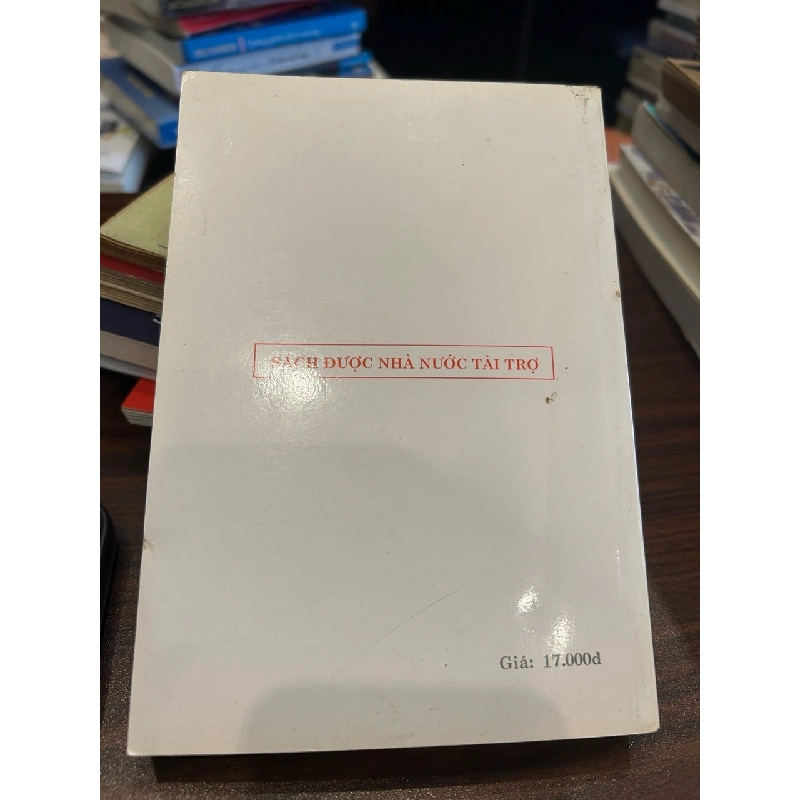 SÁCH ĐƯỢC NHÀ NƯỚC TÀI TRỢ
Giá: 17.000đ